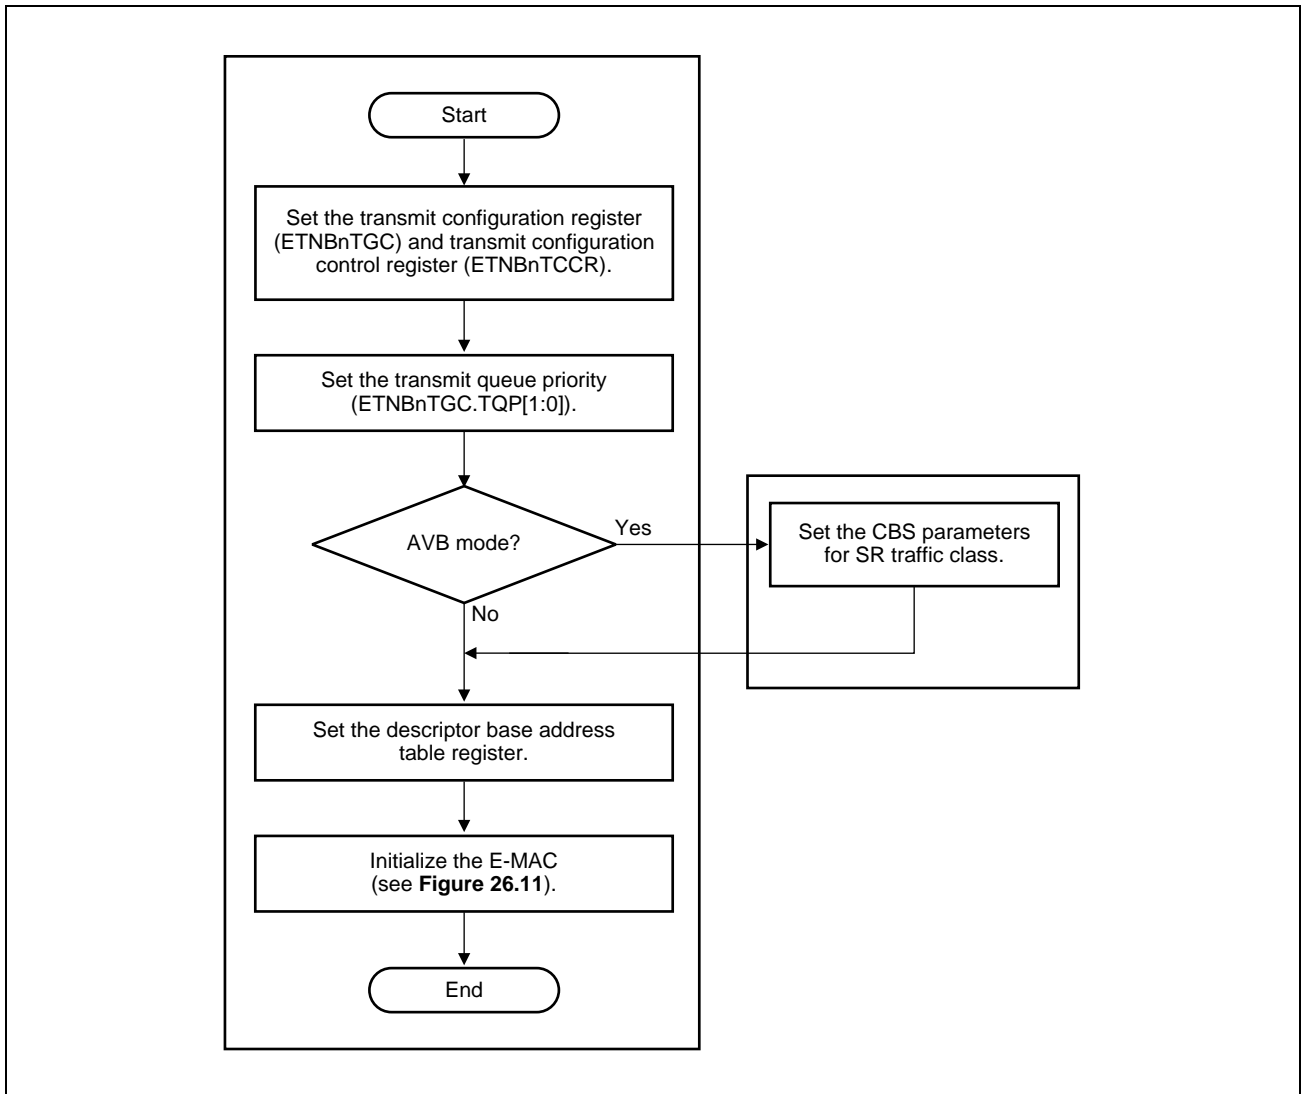 Start
Set the transmit configuration register
(ETNBnTGC) and transmit configuration
control register (ETNBnTCCR).
Set the transmit queue priority
(ETNBnTGC.TQP[1:0]).
AVB mode?
Yes
Set the CBS parameters
for SR traffic class.
No
Set the descriptor base address
table register.
Initialize the E-MAC
(see Figure 26.11).
End